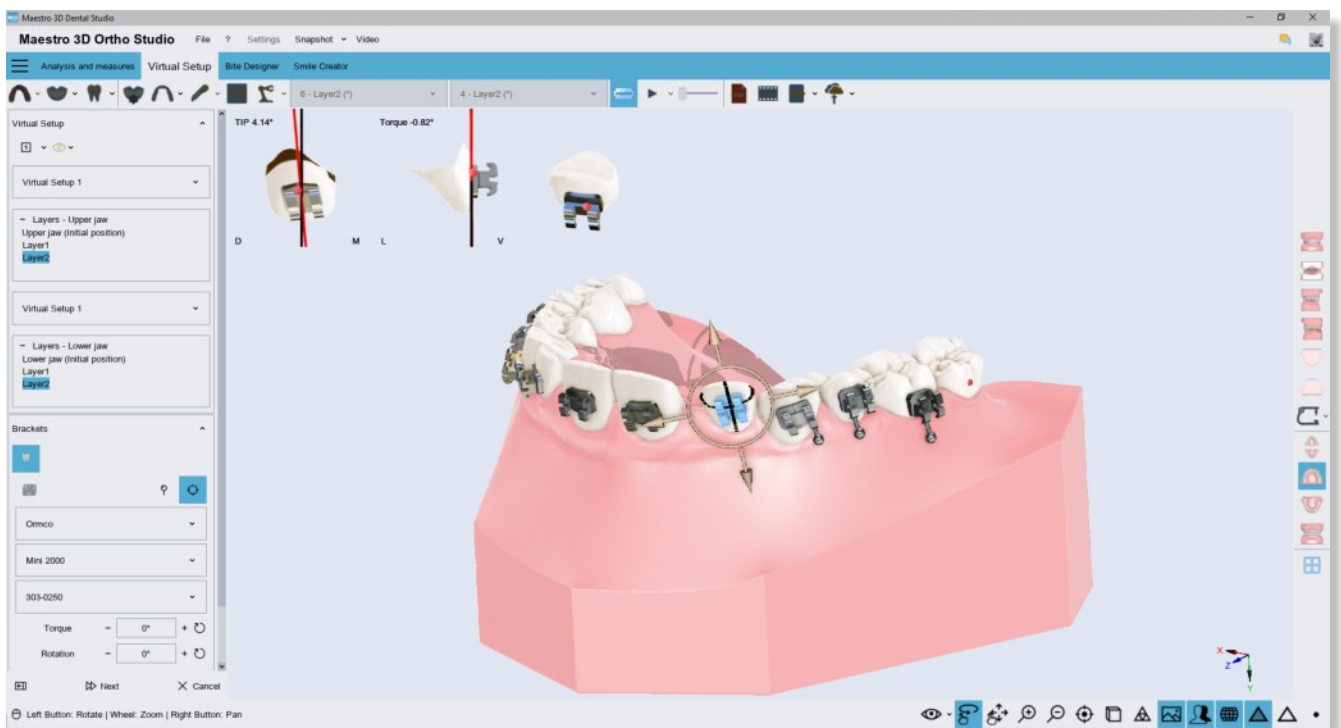 Maestro 3D Dental Studio
Maestro 3D Ortho Studio File ? Settings Snapshot Video
Analysis and measures Virtual Setup Bite Designer Smile Creator
6 - Layer2 (*) 4 - Layer2 (*)
Virtual Setup
TIP 4.14° Torque -0.82°
Virtual Setup 1
− Layers - Upper jaw
Upper jaw (Initial position)
Layer1
Layer2
D M L V
Virtual Setup 1
− Layers - Lower jaw
Lower jaw (Initial position)
Layer1
Layer2
Brackets
Ormco
Mini 2000
303-0250
Torque − 0° +
Rotation − 0° +
X
Z
Y
Next Cancel
Left Button: Rotate | Wheel: Zoom | Right Button: Pan